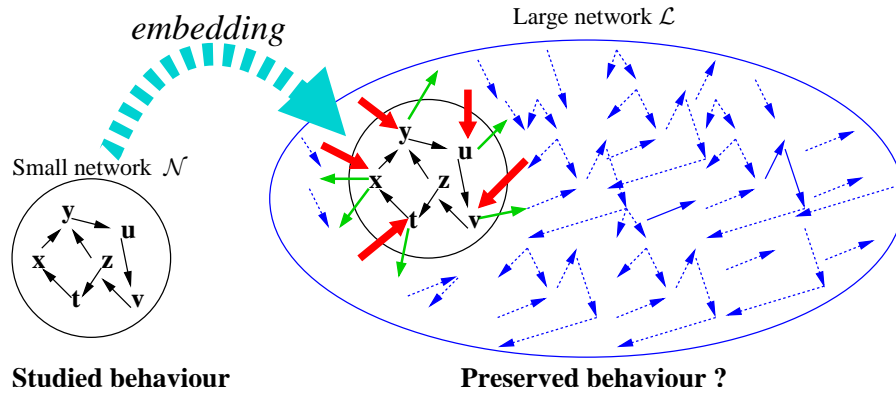 embedding
Large network ℒ
Small network 𝒩
y
u
x
z
t
v
y
u
x
z
t
v
Studied behaviour
Preserved behaviour ?